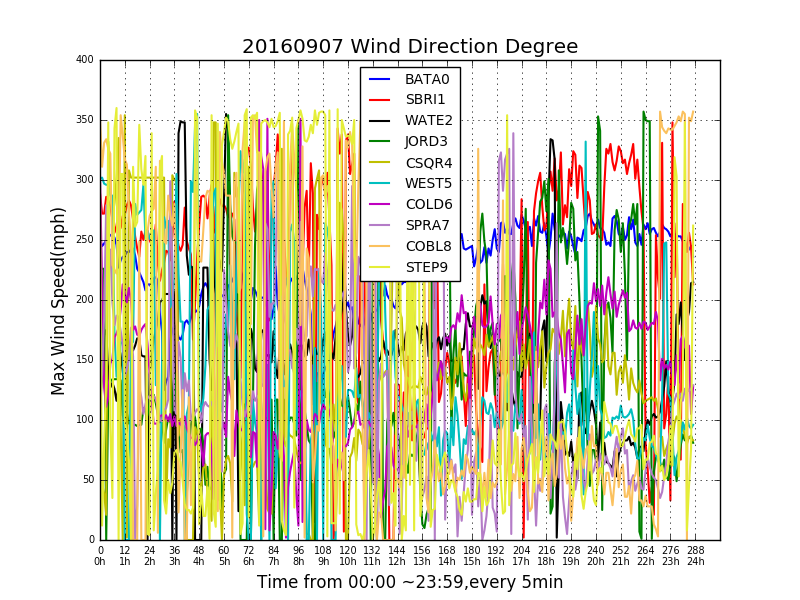 20160907 Wind Direction Degree
Max Wind Speed(mph)
400
350
300
250
200
150
100
50
0
BATA0
SBRI1
WATE2
JORD3
CSQR4
WEST5
COLD6
SPRA7
COBL8
STEP9
0 12 24 36 48 60 72 84 96 108 120 132 144 156 168 180 192 204 216 228 240 252 264 276 288
0h 1h 2h 3h 4h 5h 6h 7h 8h 9h 10h 11h 12h 13h 14h 15h 16h 17h 18h 19h 20h 21h 22h 23h 24h
Time from 00:00 ~23:59,every 5min